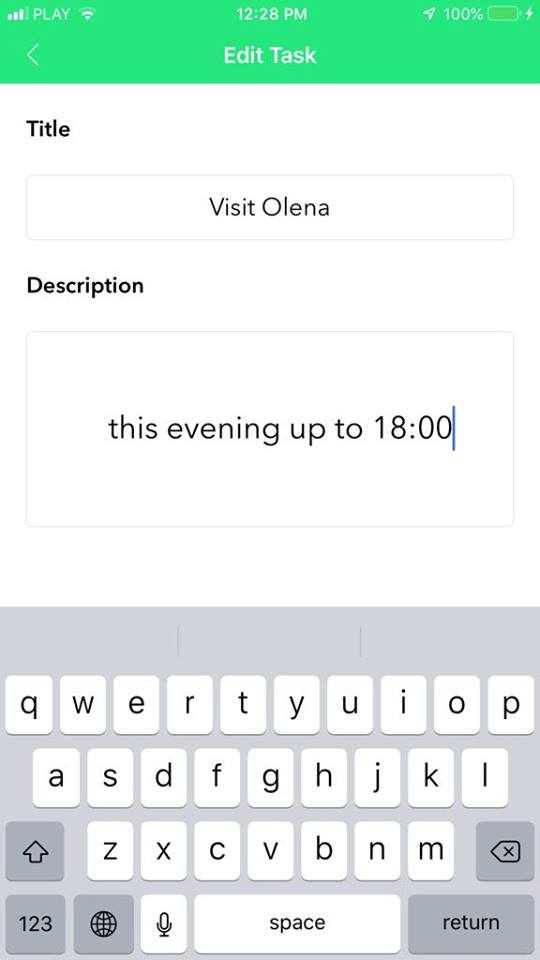 PLAY 12:28 PM 100%
Edit Task
Title
Visit Olena
Description
this evening up to 18:00
q w e r t y u i o p
a s d f g h j k l
z x c v b n m
123 space return